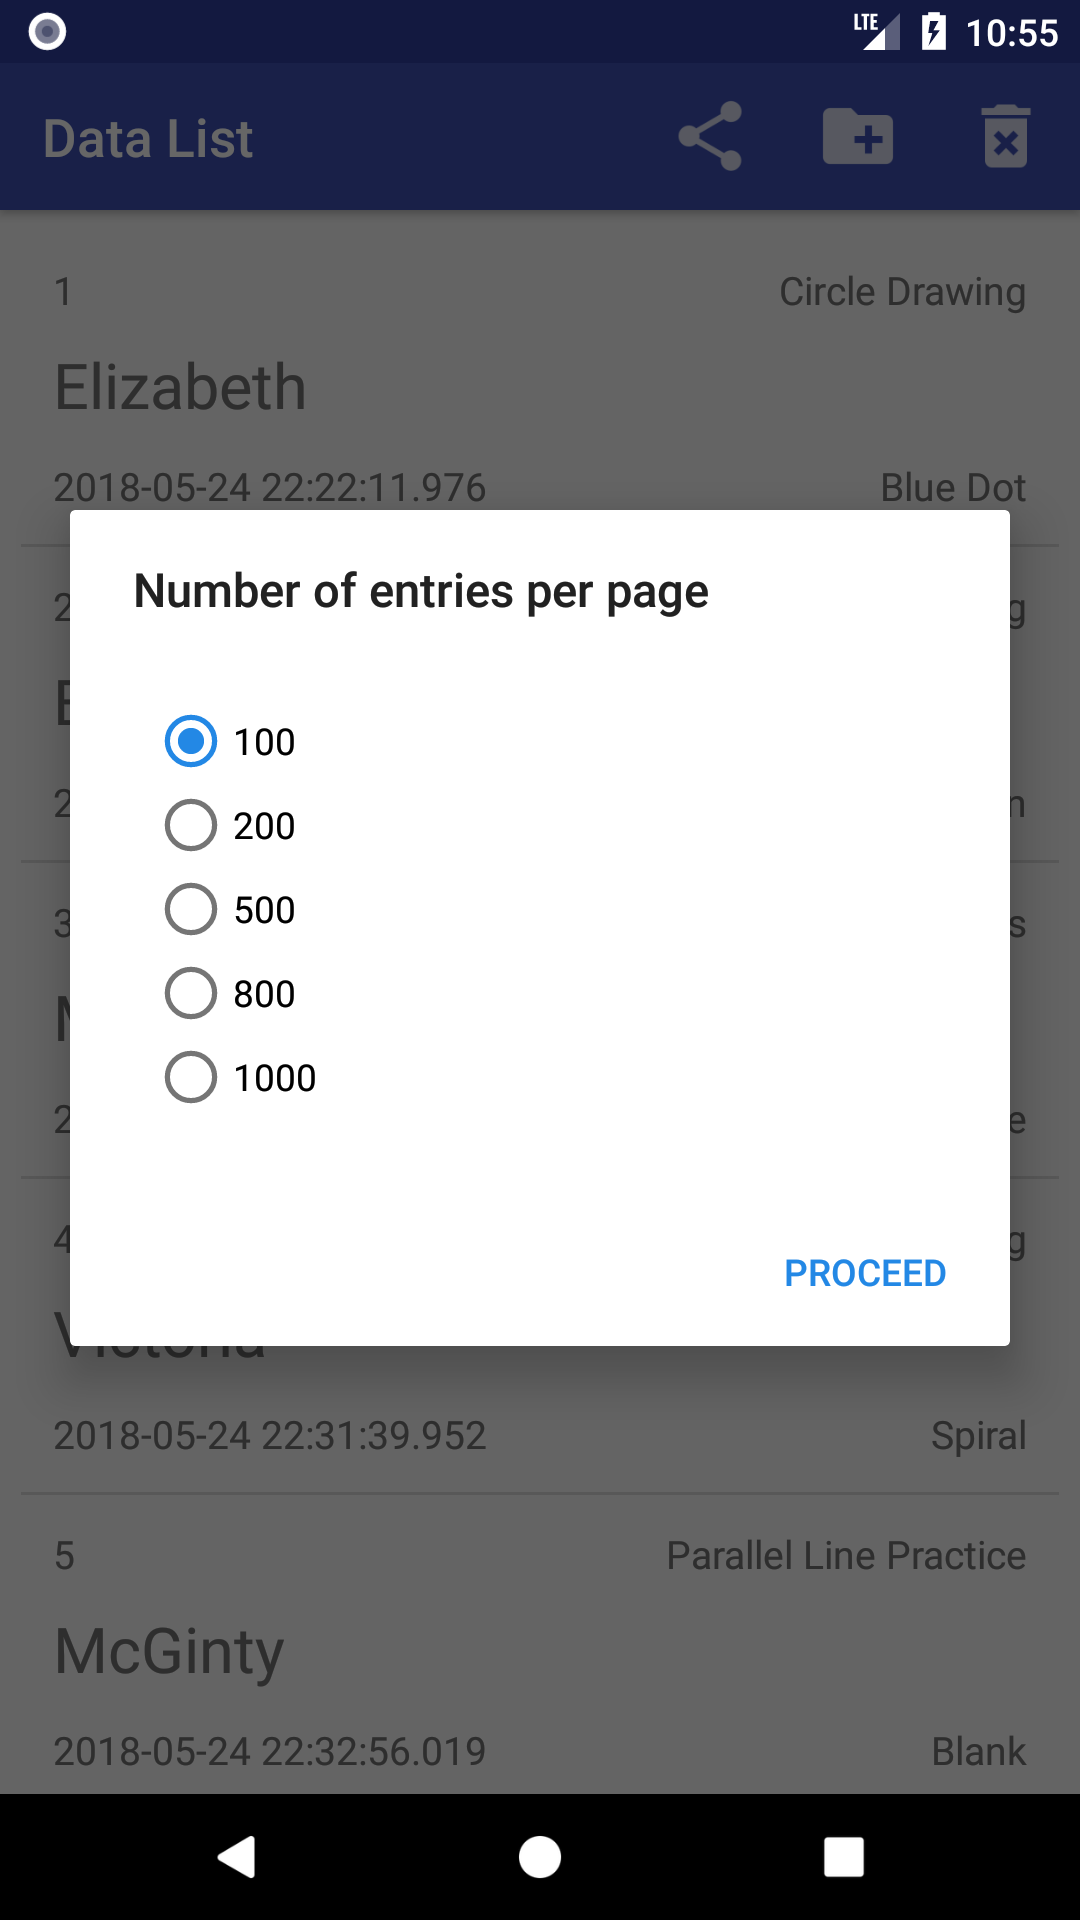 LTE 10:55
Data List
1 Circle Drawing
Elizabeth
2018-05-24 22:22:11.976 Blue Dot
Number of entries per page
100
200
500
800
1000
PROCEED
2018-05-24 22:31:39.952 Spiral
5 Parallel Line Practice
McGinty
2018-05-24 22:32:56.019 Blank